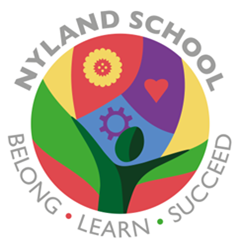 NYLAND SCHOOL
BELONG • LEARN • SUCCEED